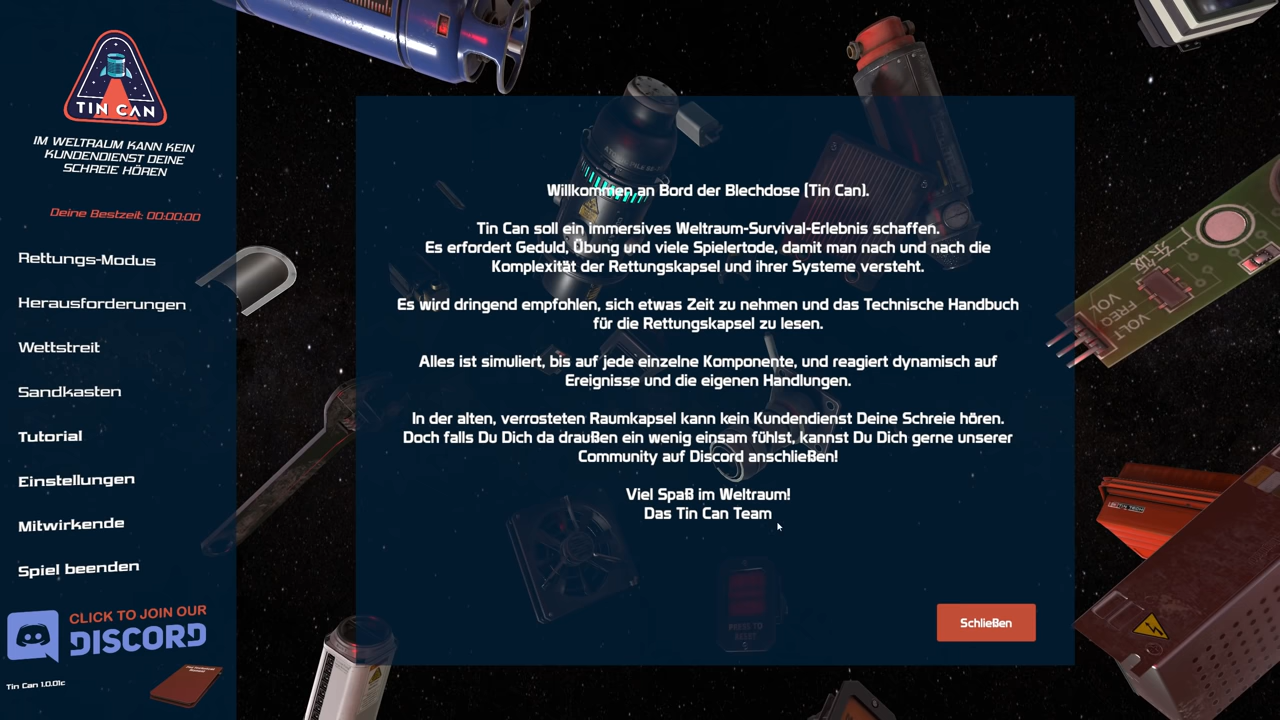 TIN CAN
IM WELTRAUM KANN KEIN
KUNDENDIENST DEINE
SCHREIE HÖREN
Deine Bestzeit: 00:00:00
Rettungs-Modus
Herausforderungen
Wettstreit
Sandkasten
Tutorial
Einstellungen
Mitwirkende
Spiel beenden
CLICK TO JOIN OUR
DISCORD
Tin Can 1.0.01c
Willkommen an Bord der Blechdose (Tin Can).
Tin Can soll ein immersives Weltraum-Survival-Erlebnis schaffen.
Es erfordert Geduld, Übung und viele Spielertode, damit man nach und nach die
Komplexität der Rettungskapsel und ihrer Systeme versteht.
Es wird dringend empfohlen, sich etwas Zeit zu nehmen und das Technische Handbuch
für die Rettungskapsel zu lesen.
Alles ist simuliert, bis auf jede einzelne Komponente, und reagiert dynamisch auf
Ereignisse und die eigenen Handlungen.
In der alten, verrosteten Raumkapsel kann kein Kundendienst Deine Schreie hören.
Doch falls Du Dich da draußen ein wenig einsam fühlst, kannst Du Dich gerne unserer
Community auf Discord anschließen!
Viel Spaß im Weltraum!
Das Tin Can Team
Schließen
PRESS TO
RESET
VOLT
FREQ
VOL